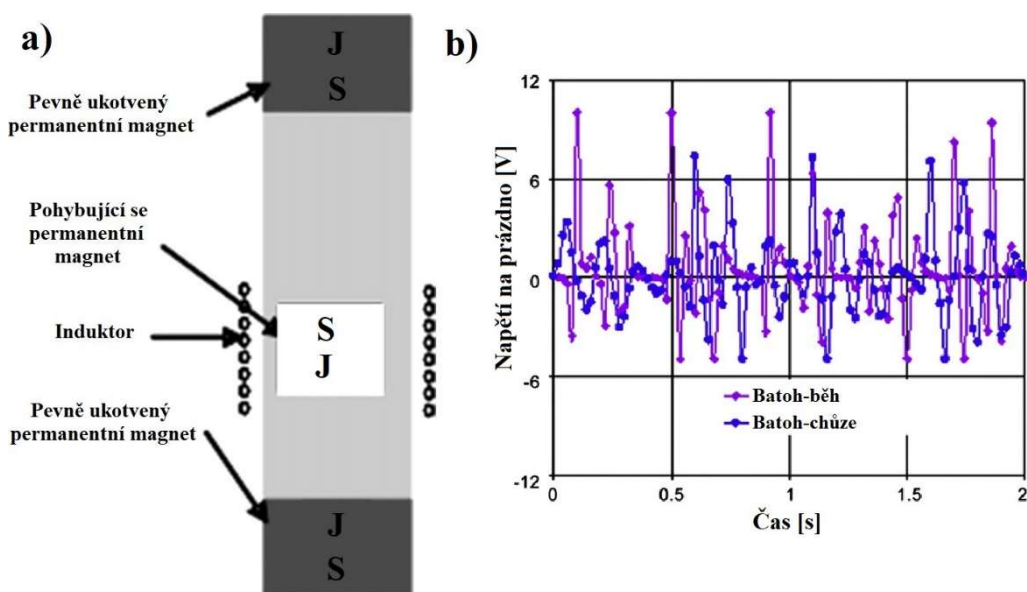 a)
J
S
Pevně ukotvený
permanentní magnet
Pohybující se
permanentní
magnet
S
J
Induktor
Pevně ukotvený
permanentní magnet
J
S
b)
Napětí na prázdno [V]
12
6
0
-6
-12
Batoh-běh
Batoh-chůze
0
0.5
1
1.5
2
Čas [s]